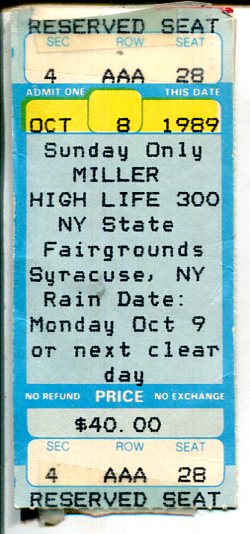 RESERVED SEAT
SEC ROW SEAT
4 AAA 28
ADMIT ONE THIS DATE
OCT 8 1989
Sunday Only
MILLER
HIGH LIFE 300
NY State
Fairgrounds
Syracuse, NY
Rain Date:
Monday Oct 9
or next clear
day
NO REFUND PRICE NO EXCHANGE
$40.00
SEC ROW SEAT
4 AAA 28
RESERVED SEAT